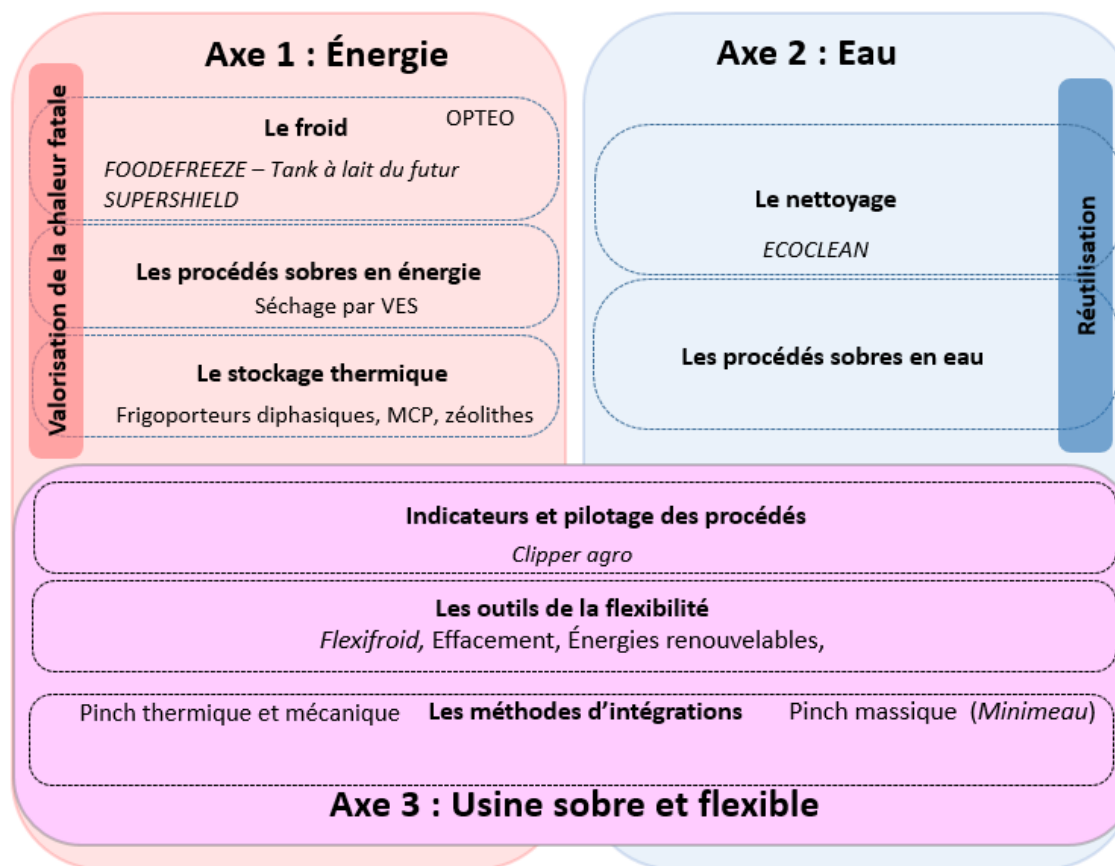 Axe 1 : Énergie
Valorisation de la chaleur fatale
Le froid
OPTEO
FOODEFREEZE – Tank à lait du futur
SUPERSHIELD
Les procédés sobres en énergie
Séchage par VES
Le stockage thermique
Frigoporteurs diphasiques, MCP, zéolithes
Axe 2 : Eau
Le nettoyage
ECOCLEAN
Les procédés sobres en eau
Réutilisation
Indicateurs et pilotage des procédés
Clipper agro
Les outils de la flexibilité
Flexifroid, Effacement, Énergies renouvelables,
Pinch thermique et mécanique
Les méthodes d’intégrations
Pinch massique (Minimeau)
Axe 3 : Usine sobre et flexible